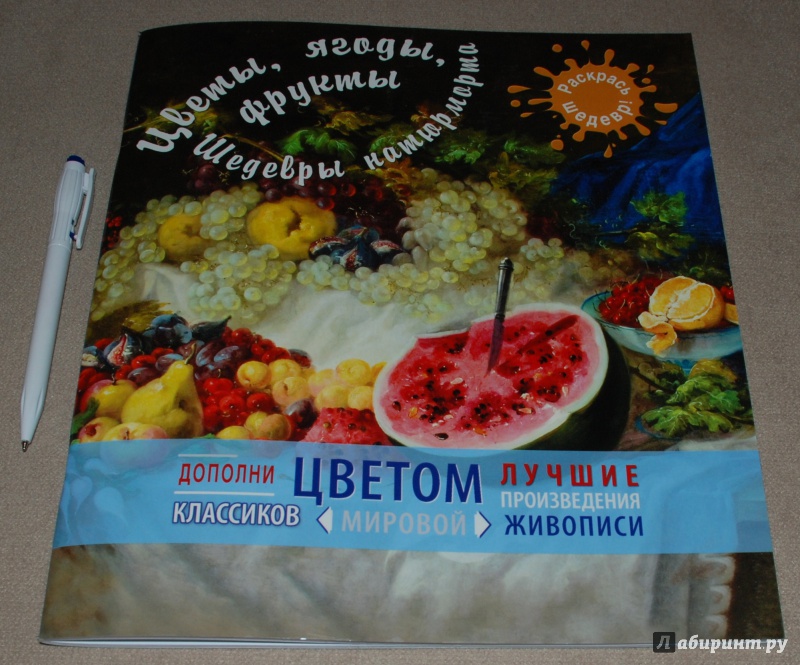 Цветы, ягоды,
фрукты
Шедевры натюрморта
Раскрась
шедевр!
ДОПОЛНИ ЦВЕТОМ ЛУЧШИЕ
ПРОИЗВЕДЕНИЯ
КЛАССИКОВ МИРОВОЙ ЖИВОПИСИ
Лабиринт.ру